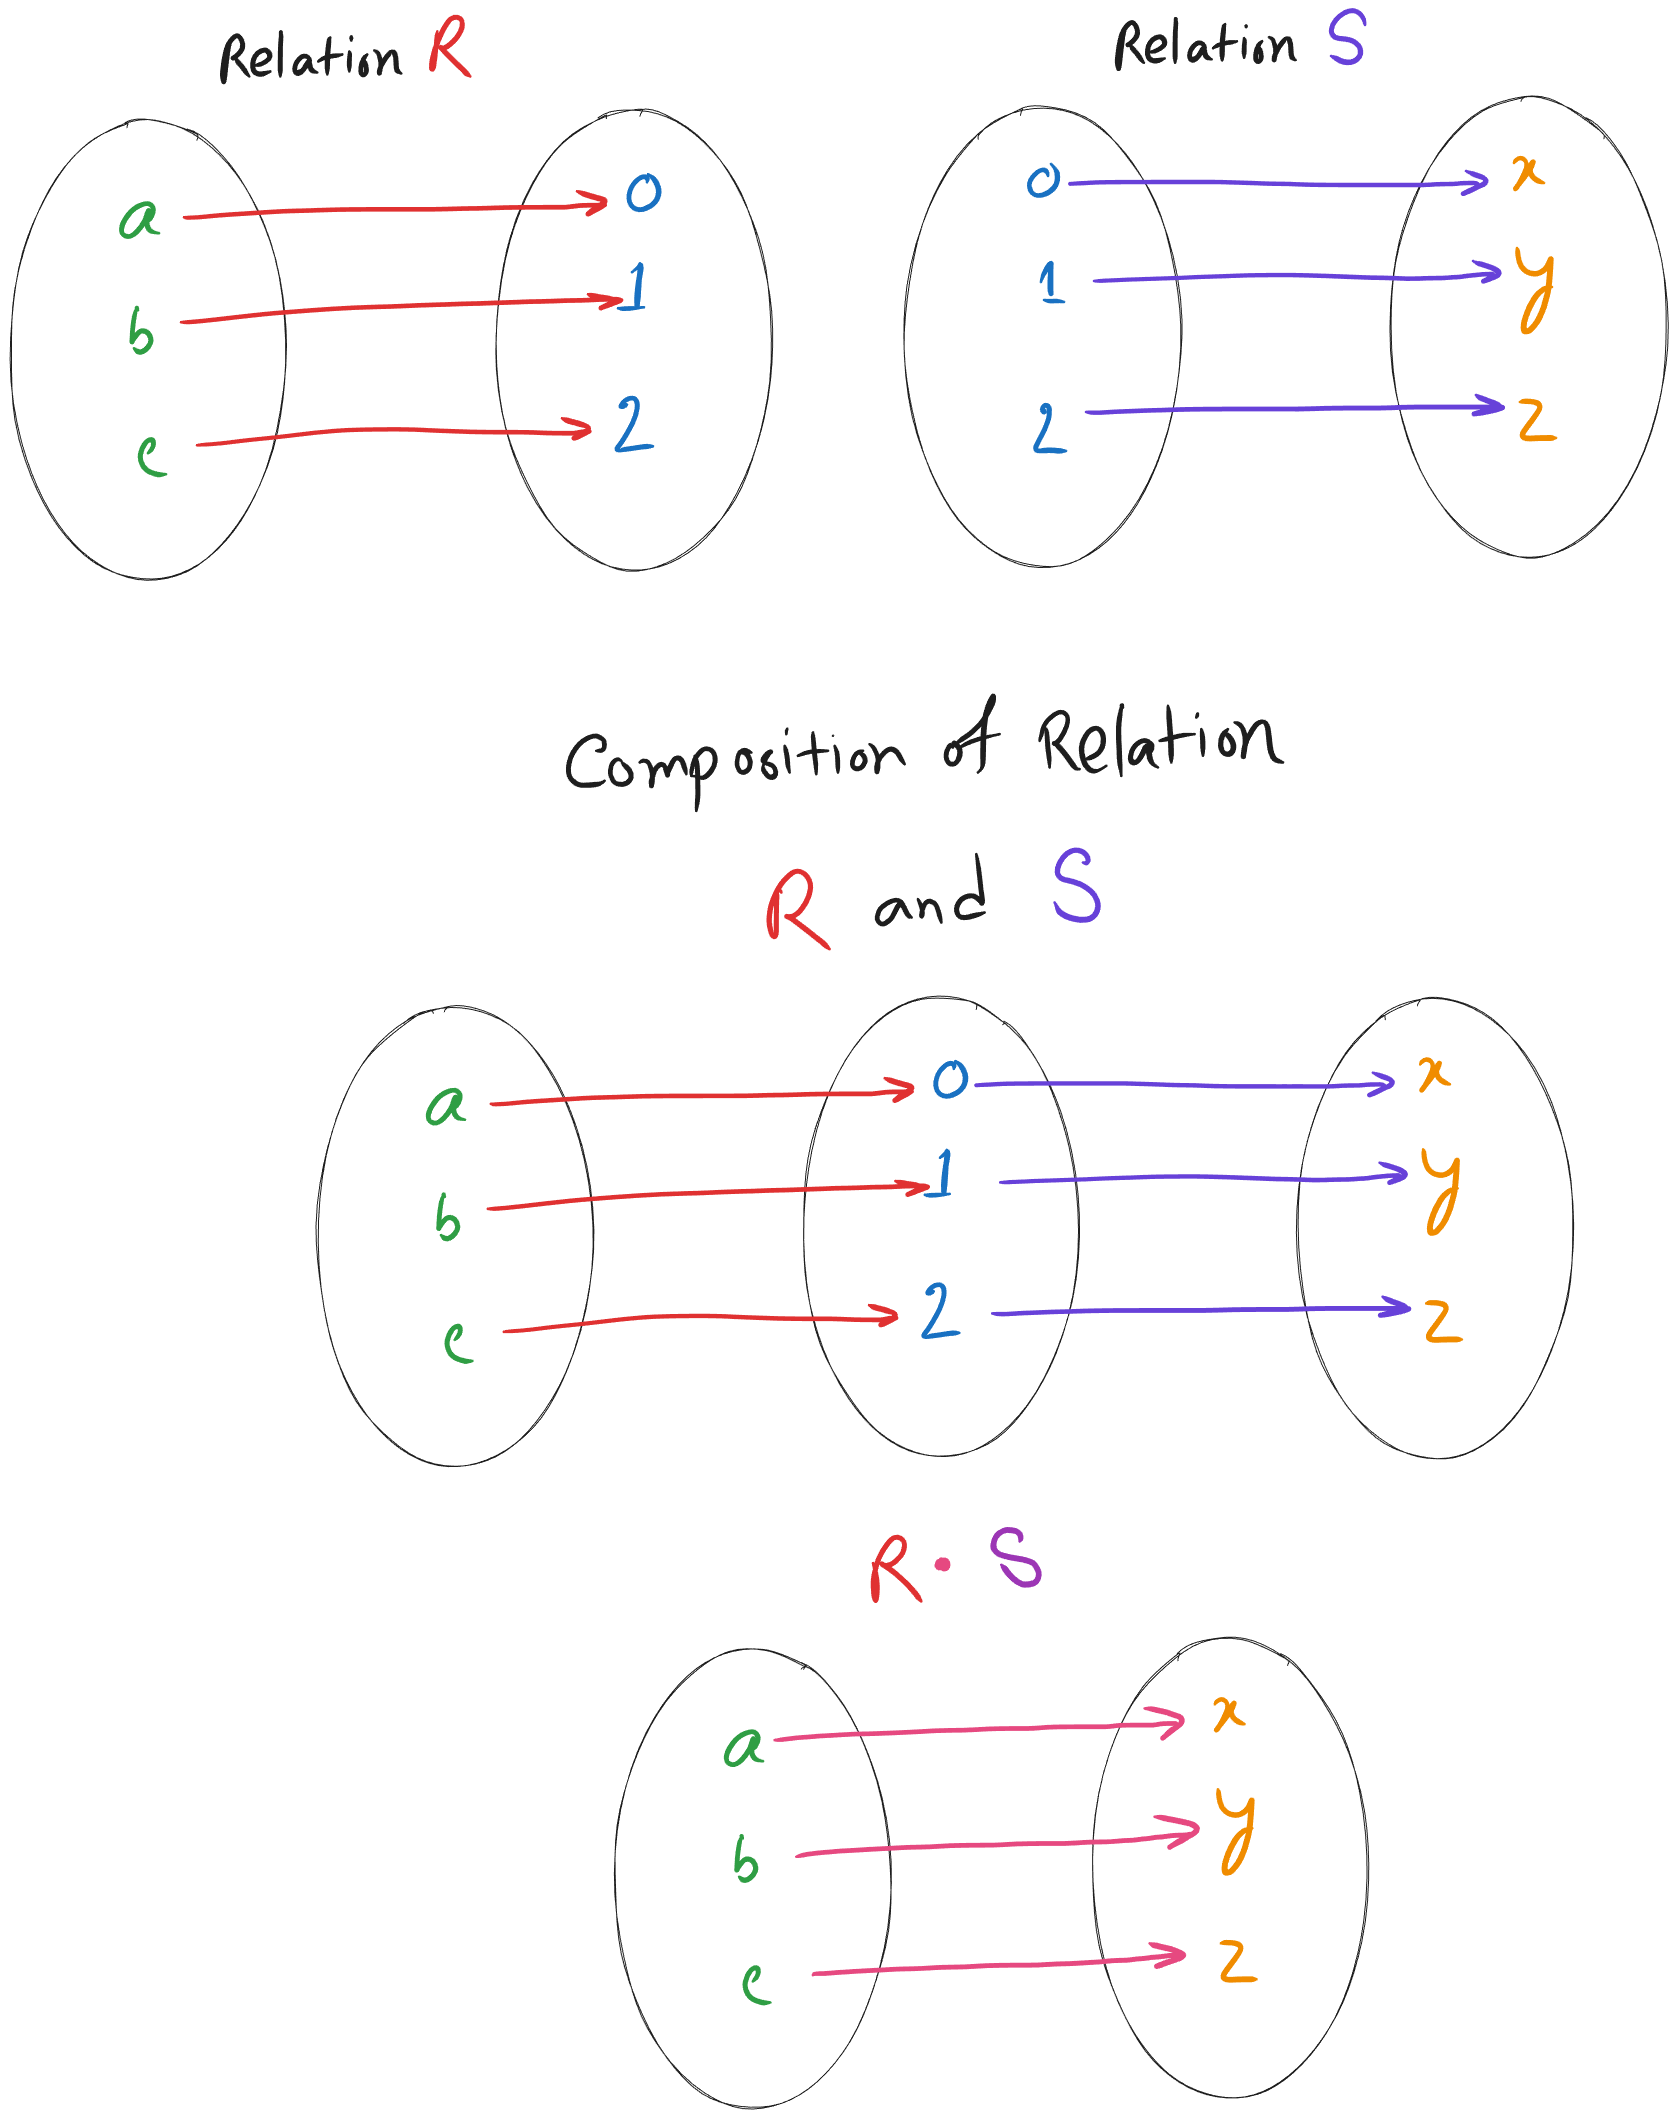 Relation R
Relation S
a
b
c
0
1
2
0
1
2
x
y
z
Composition of Relation
R and S
a
b
c
0
1
2
x
y
z
R · S
a
b
c
x
y
z